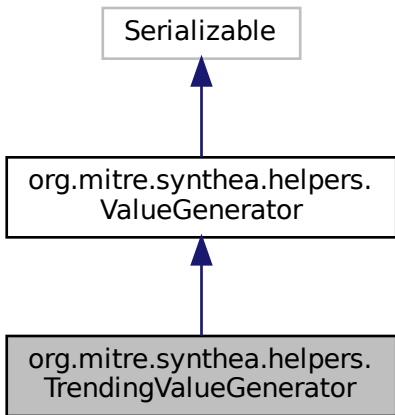 Serializable
org.mitre.synthea.helpers.
ValueGenerator
org.mitre.synthea.helpers.
TrendingValueGenerator